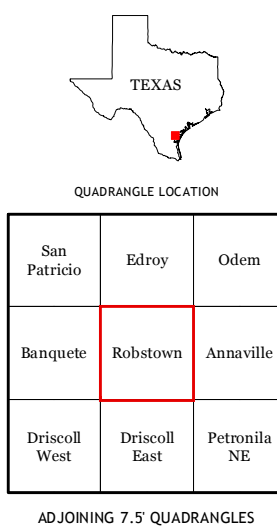 TEXAS
QUADRANGLE LOCATION
San
Patricio
Edroy
Odem
Banquete
Robstown
Annaville
Driscoll
West
Driscoll
East
Petronila
NE
ADJOINING 7.5' QUADRANGLES